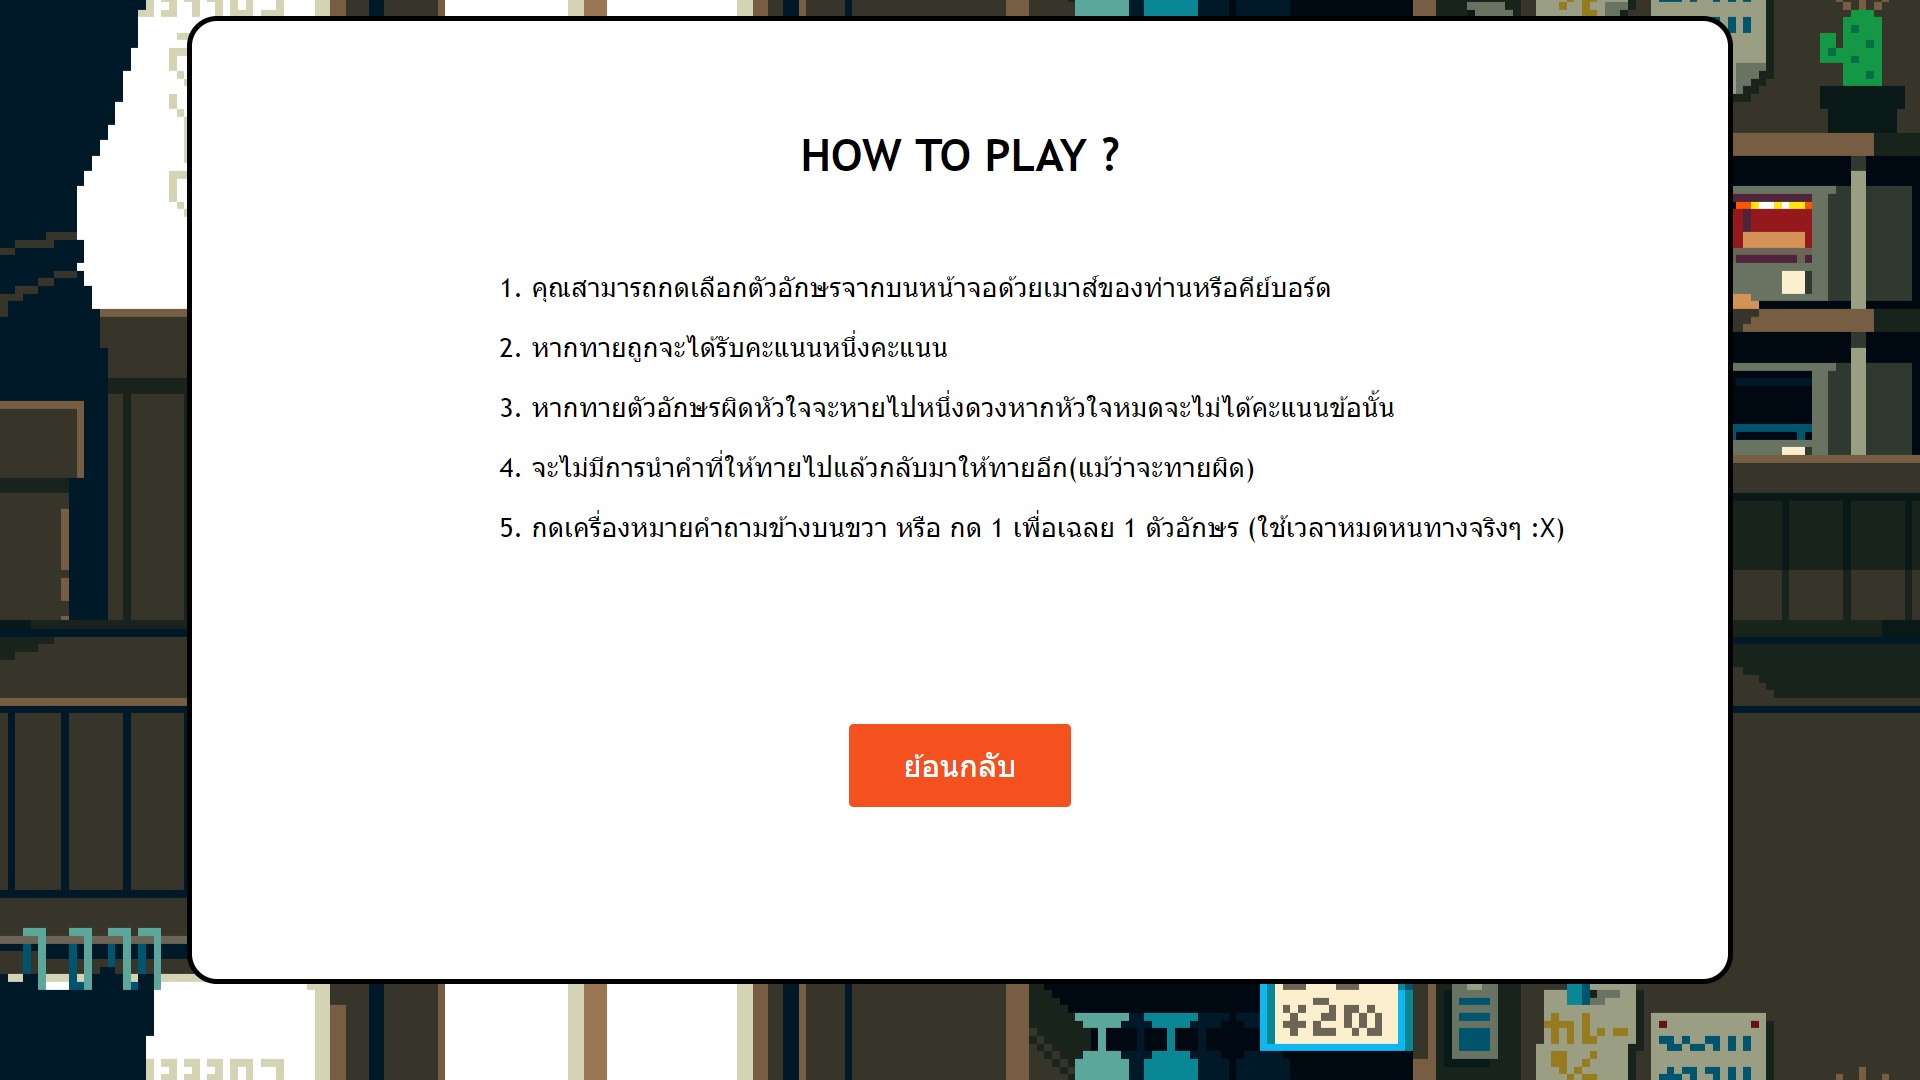 HOW TO PLAY ?
1. คุณสามารถกดเลือกตัวอักษรจากบนหน้าจอด้วยเมาส์ของท่านหรือคีย์บอร์ด
2. หากทายถูกจะได้รับคะแนนหนึ่งคะแนน
3. หากทายตัวอักษรผิดหัวใจจะหายไปหนึ่งดวงหากหัวใจหมดจะไม่ได้คะแนนข้อนั้น
4. จะไม่มีการนำคำที่ให้ทายไปแล้วกลับมาให้ทายอีก(แม้ว่าจะทายผิด)
5. กดเครื่องหมายคำถามข้างบนขวา หรือ กด 1 เพื่อเฉลย 1 ตัวอักษร (ใช้เวลาหมดหนทางจริงๆ :X)
ย้อนกลับ